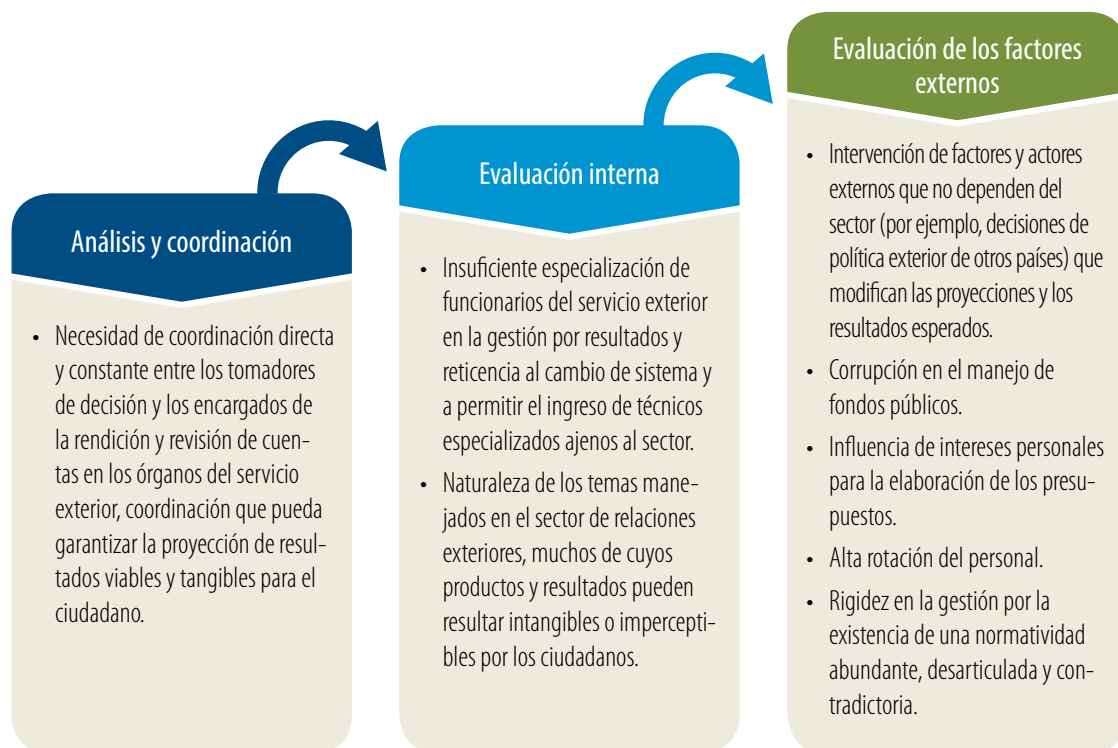 Análisis y coordinación
• Necesidad de coordinación directa
y constante entre los tomadores
de decisión y los encargados de
la rendición y revisión de cuen-
tas en los órganos del servicio
exterior, coordinación que pueda
garantizar la proyección de resul-
tados viables y tangibles para el
ciudadano.
Evaluación interna
• Insuficiente especialización de
funcionarios del servicio exterior
en la gestión por resultados y
reticencia al cambio de sistema y
a permitir el ingreso de técnicos
especializados ajenos al sector.
• Naturaleza de los temas mane-
jados en el sector de relaciones
exteriores, muchos de cuyos
productos y resultados pueden
resultar intangibles o impercepti-
bles por los ciudadanos.
Evaluación de los factores
externos
• Intervención de factores y actores
externos que no dependen del
sector (por ejemplo, decisiones de
política exterior de otros países) que
modifican las proyecciones y los
resultados esperados.
• Corrupción en el manejo de
fondos públicos.
• Influencia de intereses personales
para la elaboración de los presu-
puestos.
• Alta rotación del personal.
• Rigidez en la gestión por la
existencia de una normatividad
abundante, desarticulada y con-
tradictoria.